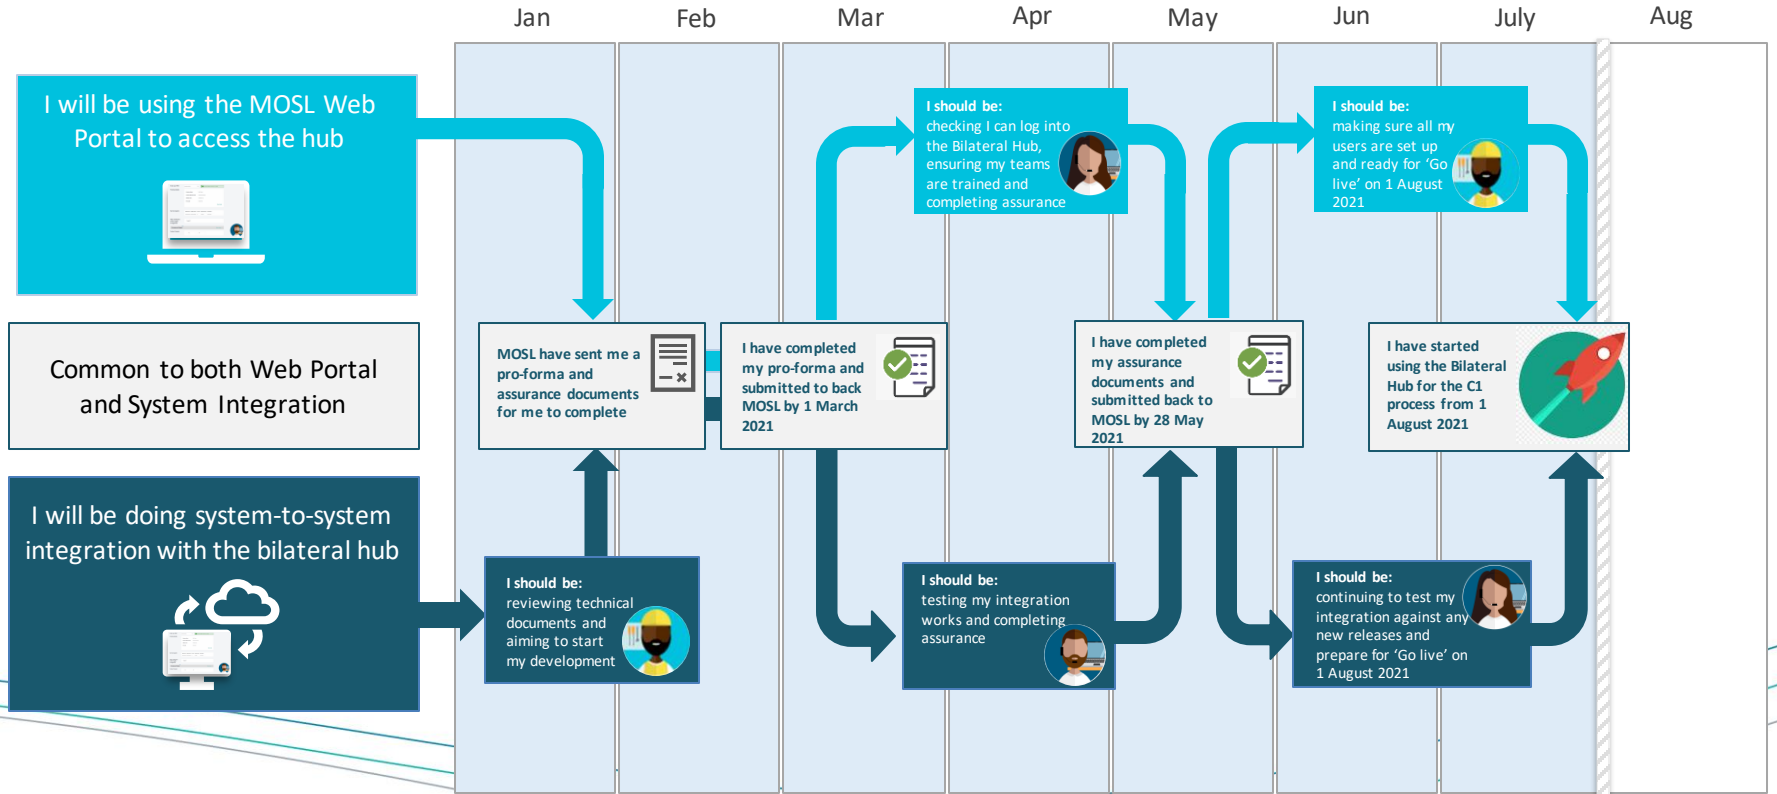 Jan
Feb
Mar
Apr
May
Jun
July
Aug
I will be using the MOSL Web
Portal to access the hub
I should be:
checking I can log into
the Bilateral Hub,
ensuring my teams
are trained and
completing assurance
I should be:
making sure all my
users are set up
and ready for ‘Go
live’ on 1 August
2021
Common to both Web Portal
and System Integration
MOSL have sent me a
pro-forma and
assurance documents
for me to complete
I have completed
my pro-forma and
submitted to back
MOSL by 1 March
2021
I have completed
my assurance
documents and
submitted back to
MOSL by 28 May
2021
I have started
using the Bilateral
Hub for the C1
process from 1
August 2021
I will be doing system-to-system
integration with the bilateral hub
I should be:
reviewing technical
documents and
aiming to start
my development
I should be:
testing my integration
works and completing
assurance
I should be:
continuing to test my
integration against any
new releases and
prepare for ‘Go live’ on
1 August 2021